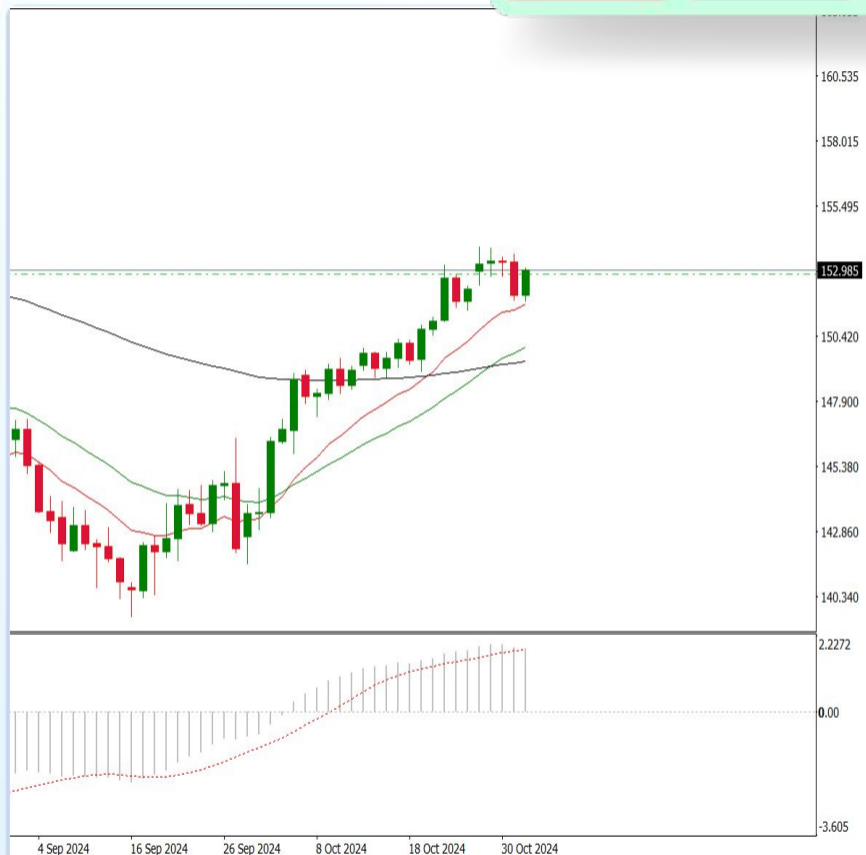 160.535
158.015
155.495
152.985
150.420
147.900
145.380
142.860
140.340
2.2272
0.00
-3.605
4 Sep 2024
16 Sep 2024
26 Sep 2024
8 Oct 2024
18 Oct 2024
30 Oct 2024